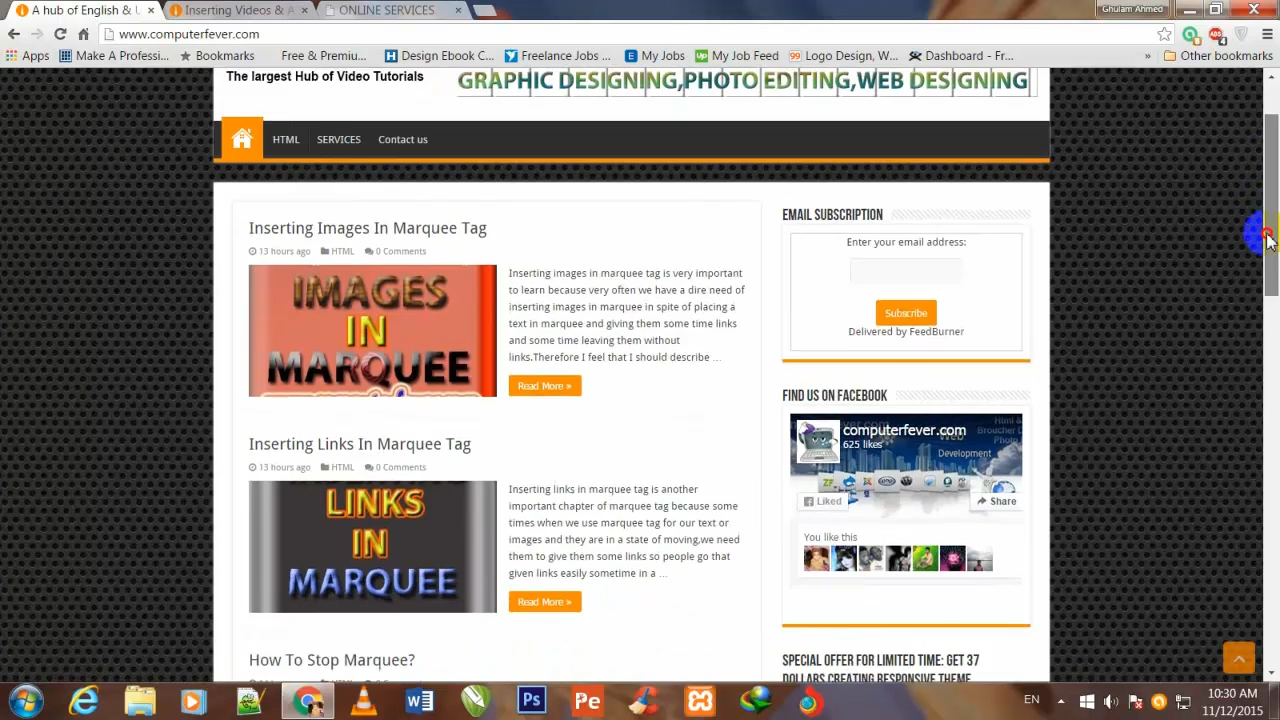 A hub of English & U
Inserting Videos & A
ONLINE SERVICES
Ghulam Ahmed
www.computerfever.com
Apps
Make A Professi...
Bookmarks
Free & Premiu...
Design Ebook C...
Freelance Jobs ...
My Jobs
My Job Feed
Logo Design, W...
Dashboard - Fr...
»
Other bookmarks
The largest Hub of Video Tutorials
GRAPHIC DESIGNING,PHOTO EDITING,WEB DESIGNING
HTML
SERVICES
Contact us
Inserting Images In Marquee Tag
13 hours ago
HTML
0 Comments
IMAGES
IN
MARQUEE
Inserting images in marquee tag is very important
to learn because very often we have a dire need of
inserting images in marquee in spite of placing a
text in marquee and giving them some time links
and some time leaving them without
links.Therefore I feel that I should describe ...
Read More »
Inserting Links In Marquee Tag
13 hours ago
HTML
0 Comments
LINKS
IN
MARQUEE
Inserting links in marquee tag is another
important chapter of marquee tag because some
times when we use marquee tag for our text or
images and they are in a state of moving,we need
them to give them some links so people go that
given links easily sometime in a ...
Read More »
How To Stop Marquee?
EMAIL SUBSCRIPTION
Enter your email address:
Subscribe
Delivered by FeedBurner
FIND US ON FACEBOOK
computerfever.com
625 likes
Html &
Broucher D
Photo
Web
Development
Liked
Share
You like this
SPECIAL OFFER FOR LIMITED TIME: GET 37
DOLLARS CREATING RESPONSIVE THEME
W
Ps
Pe
EN
10:30 AM
11/12/2015